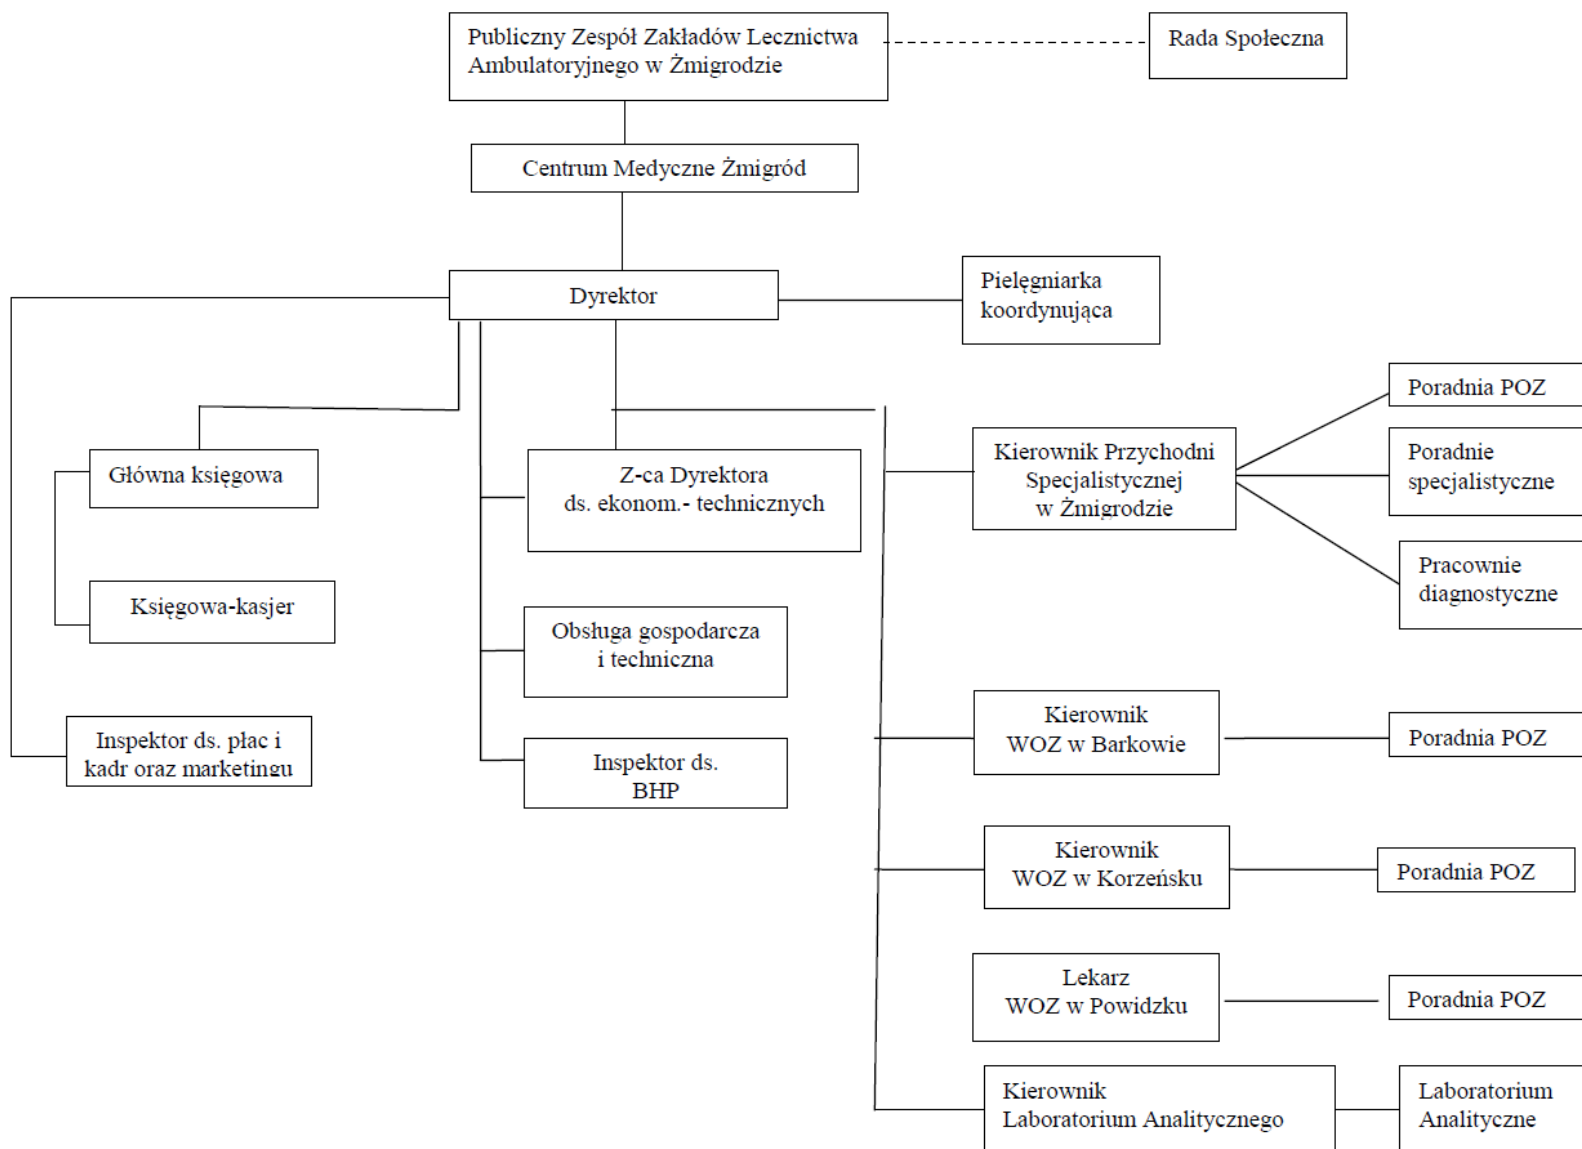 Publiczny Zespół Zakładów Lecznictwa
Ambulatoryjnego w Żmigrodzie
Rada Społeczna
Centrum Medyczne Żmigród
Dyrektor
Pielęgniarka
koordynująca
Główna księgowa
Księgowa-kasjer
Inspektor ds. płac i
kadr oraz marketingu
Z-ca Dyrektora
ds. ekonom.- technicznych
Obsługa gospodarcza
i techniczna
Inspektor ds.
BHP
Kierownik Przychodni
Specjalistycznej
w Żmigrodzie
Poradnia POZ
Poradnie
specjalistyczne
Pracownie
diagnostyczne
Kierownik
WOZ w Barkowie
Poradnia POZ
Kierownik
WOZ w Korzeńsku
Poradnia POZ
Lekarz
WOZ w Powidzku
Poradnia POZ
Kierownik
Laboratorium Analitycznego
Laboratorium
Analityczne